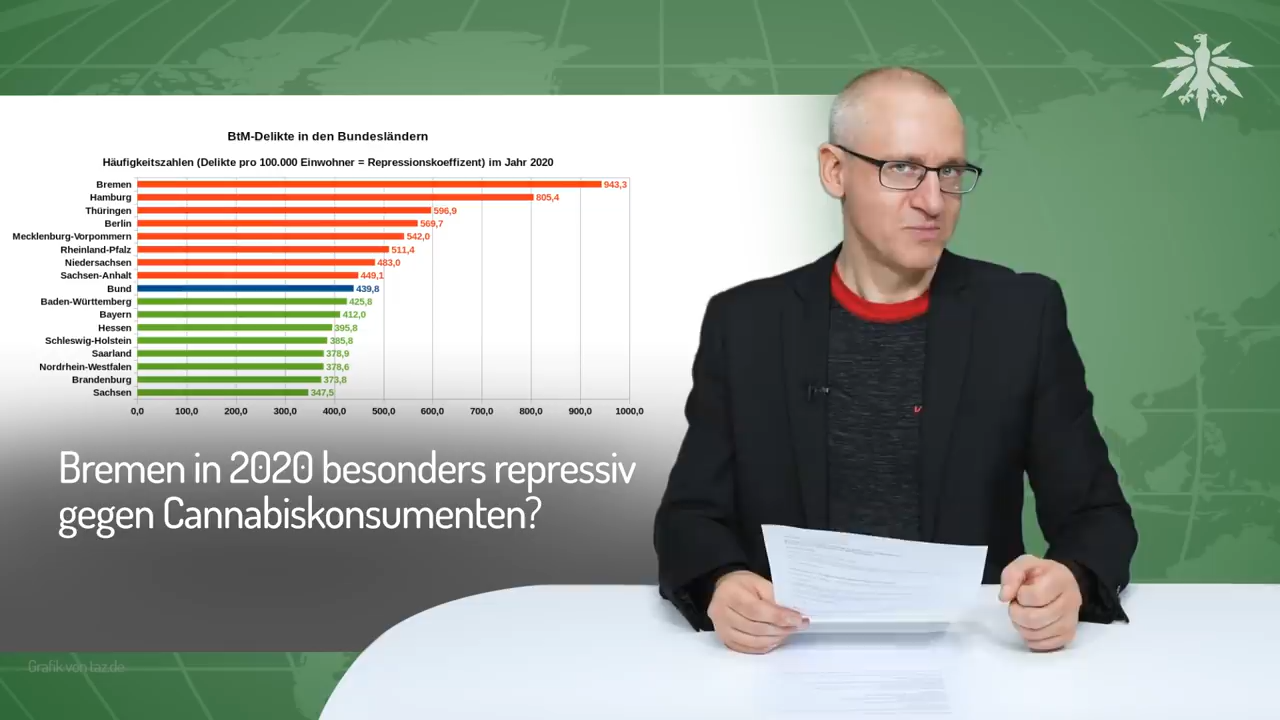 BtM-Delikte in den Bundesländern
Häufigkeitszahlen (Delikte pro 100.000 Einwohner = Repressionskoeffizent) im Jahr 2020
Bremen 943,3
Hamburg 805,4
Thüringen 596,9
Berlin 569,7
Mecklenburg-Vorpommern 542,0
Rheinland-Pfalz 511,4
Niedersachsen 483,0
Sachsen-Anhalt 449,1
Bund 439,8
Baden-Württemberg 425,8
Bayern 412,0
Hessen 395,8
Schleswig-Holstein 385,8
Saarland 378,9
Nordrhein-Westfalen 378,6
Brandenburg 373,8
Sachsen 347,5
0,0 100,0 200,0 300,0 400,0 500,0 600,0 700,0 800,0 900,0 1000,0
Bremen in 2020 besonders repressiv
gegen Cannabiskonsumenten?
Grafik von taz.de